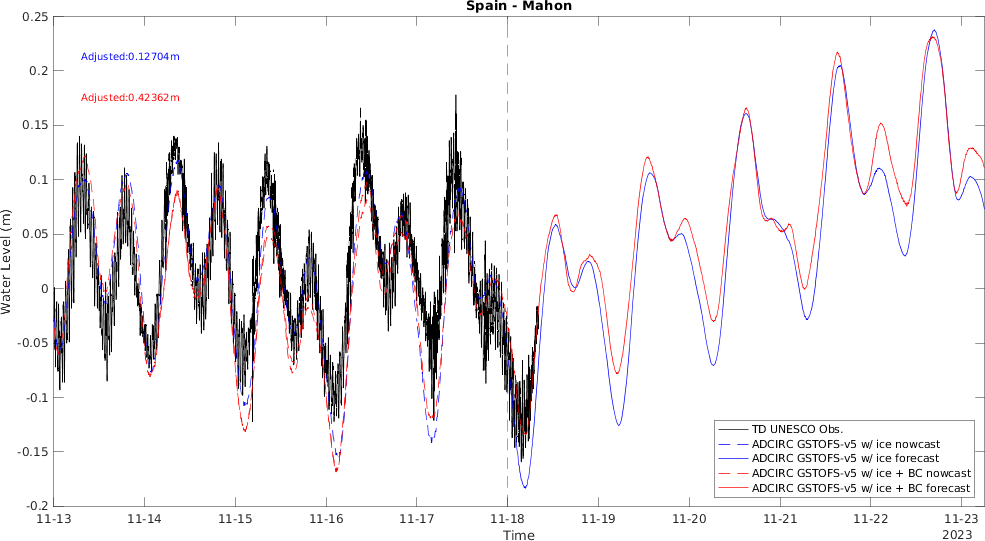 Spain - Mahon
0.25
0.2
0.15
0.1
0.05
0
-0.05
-0.1
-0.15
-0.2
Water Level (m)
Adjusted:0.12704m
Adjusted:0.42362m
TD UNESCO Obs.
ADCIRC GSTOFS-v5 w/ ice nowcast
ADCIRC GSTOFS-v5 w/ ice forecast
ADCIRC GSTOFS-v5 w/ ice + BC nowcast
ADCIRC GSTOFS-v5 w/ ice + BC forecast
11-13 11-14 11-15 11-16 11-17 11-18 11-19 11-20 11-21 11-22 11-23
Time
2023